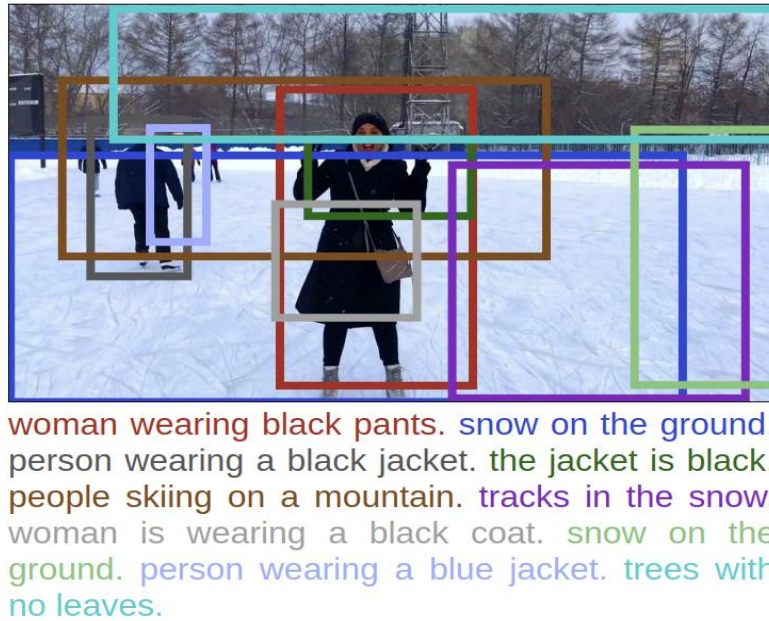 woman wearing black pants. snow on the ground.
person wearing a black jacket. the jacket is black.
people skiing on a mountain. tracks in the snow.
woman is wearing a black coat. snow on the
ground. person wearing a blue jacket. trees with
no leaves.